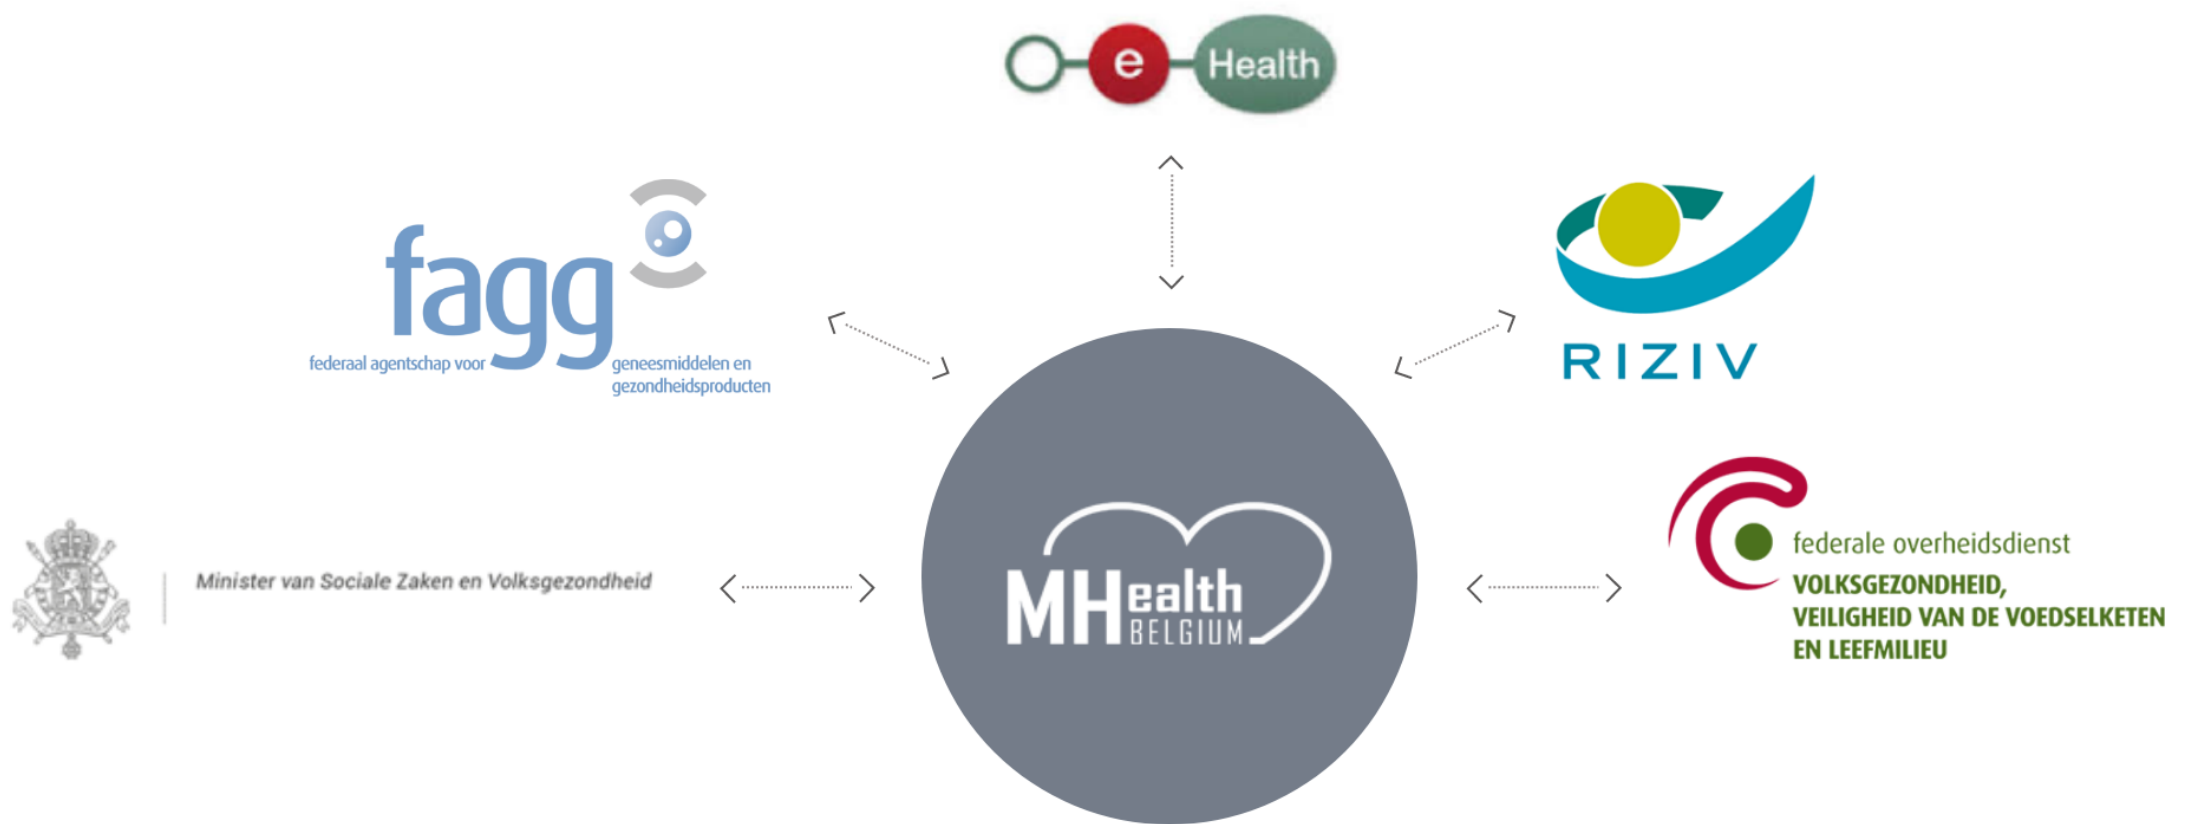 e Health
fagg
federaal agentschap voor
geneesmiddelen en
gezondheidsproducten
RIZIV
Minister van Sociale Zaken en Volksgezondheid
MHealth
BELGIUM
federale overheidsdienst
VOLKSGEZONDHEID,
VEILIGHEID VAN DE VOEDSELKETEN
EN LEEFMILIEU